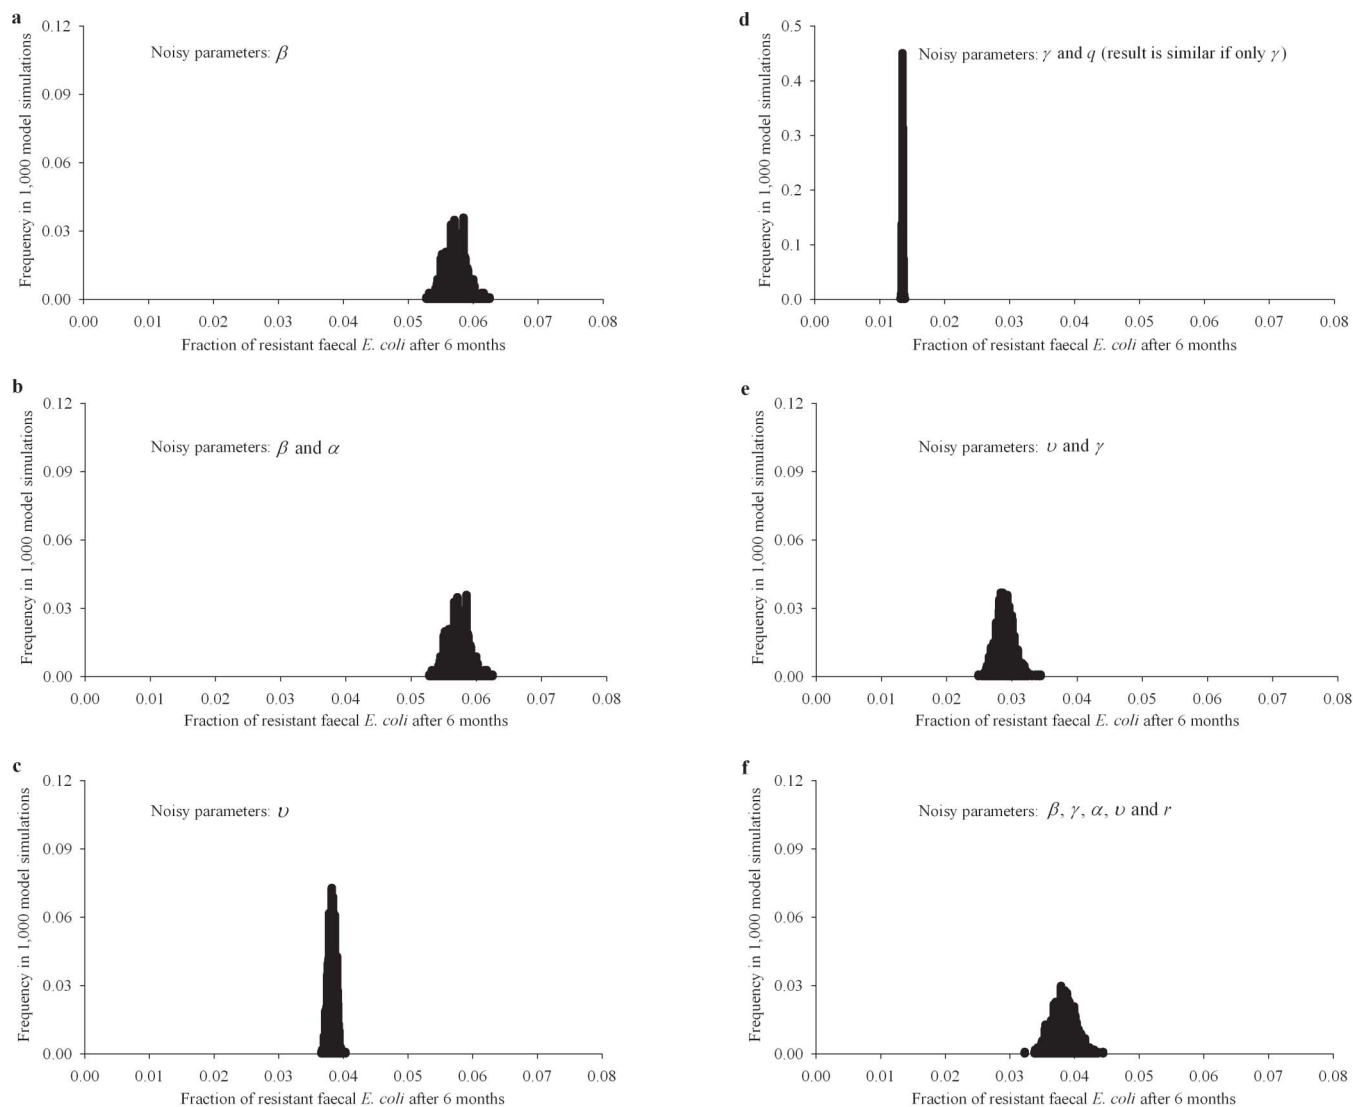 a
0.12
0.09
0.06
0.03
0.00
Frequency in 1,000 model simulations
Noisy parameters: β
0.00 0.01 0.02 0.03 0.04 0.05 0.06 0.07 0.08
Fraction of resistant faecal E. coli after 6 months
b
0.12
0.09
0.06
0.03
0.00
Frequency in 1,000 model simulations
Noisy parameters: β and α
0.00 0.01 0.02 0.03 0.04 0.05 0.06 0.07 0.08
Fraction of resistant faecal E. coli after 6 months
c
0.12
0.09
0.06
0.03
0.00
Frequency in 1,000 model simulations
Noisy parameters: υ
0.00 0.01 0.02 0.03 0.04 0.05 0.06 0.07 0.08
Fraction of resistant faecal E. coli after 6 months
d
0.5
0.4
0.3
0.2
0.1
0.0
Frequency in 1,000 model simulations
Noisy parameters: γ and q (result is similar if only γ)
0.00 0.01 0.02 0.03 0.04 0.05 0.06 0.07 0.08
Fraction of resistant faecal E. coli after 6 months
e
0.12
0.09
0.06
0.03
0.00
Frequency in 1,000 model simulations
Noisy parameters: υ and γ
0.00 0.01 0.02 0.03 0.04 0.05 0.06 0.07 0.08
Fraction of resistant faecal E. coli after 6 months
f
0.12
0.09
0.06
0.03
0.00
Frequency in 1,000 model simulations
Noisy parameters: β, γ, α, υ and r
0.00 0.01 0.02 0.03 0.04 0.05 0.06 0.07 0.08
Fraction of resistant faecal E. coli after 6 months